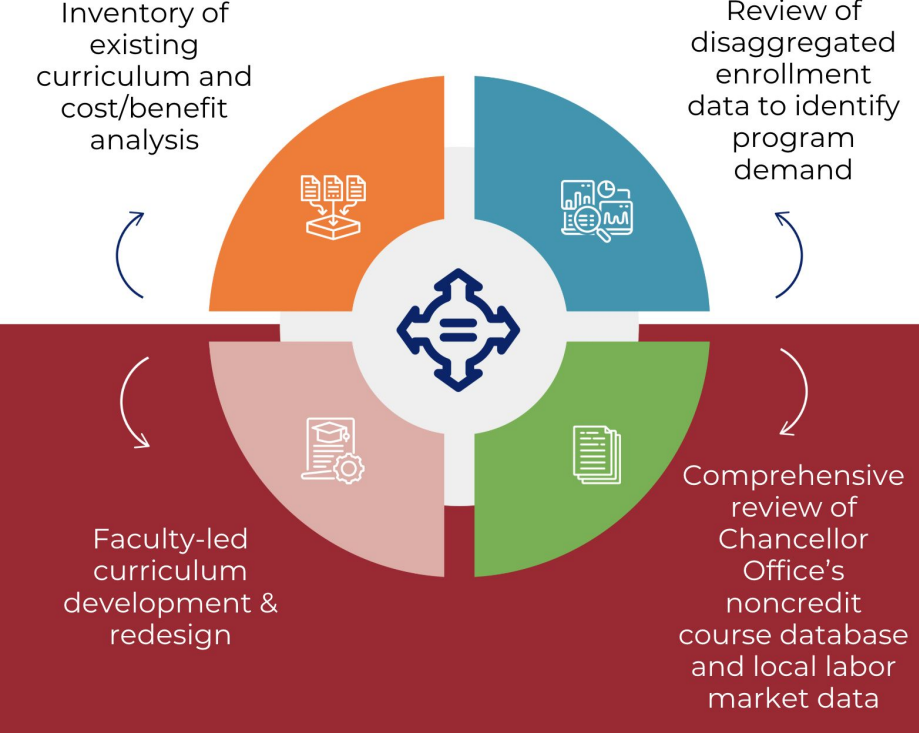 Inventory of
existing
curriculum and
cost/benefit
analysis
Review of
disaggregated
enrollment
data to identify
program
demand
Faculty-led
curriculum
development &
redesign
Comprehensive
review of
Chancellor
Office’s
noncredit
course database
and local labor
market data